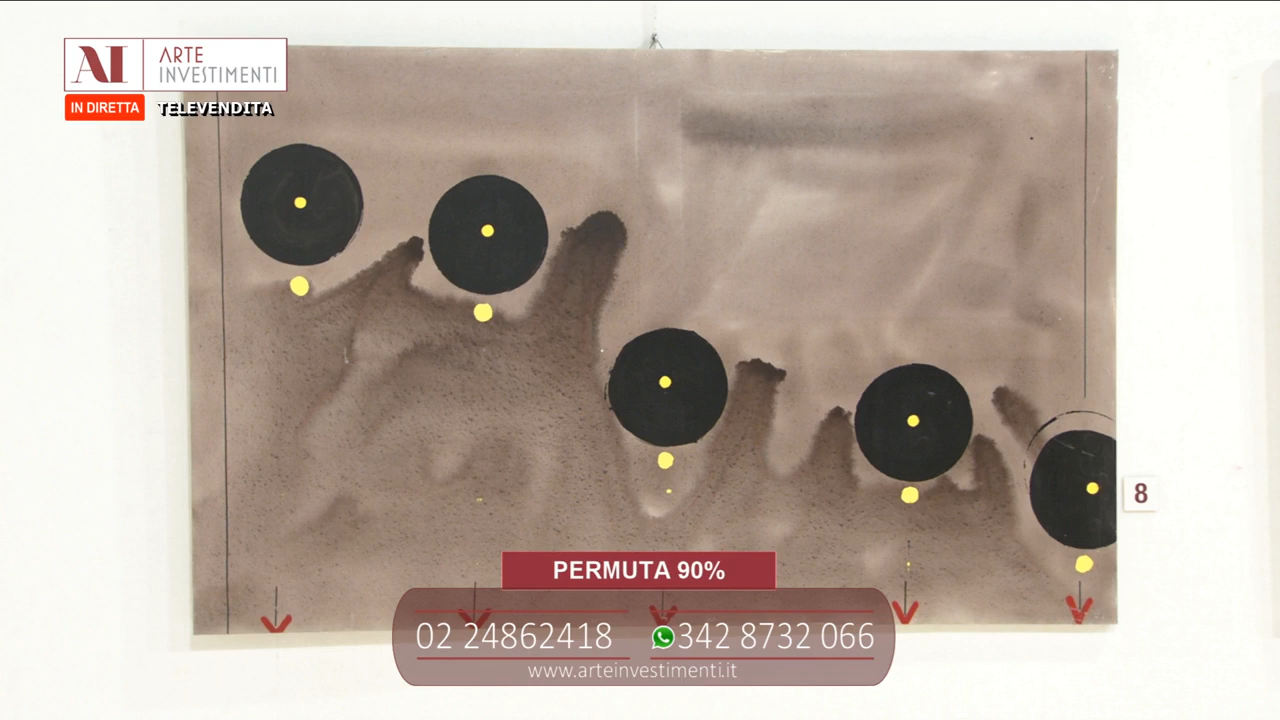 AI
ARTE
INVESTIMENTI
IN DIRETTA TELEVENDITA
8
PERMUTA 90%
02 24862418 342 8732 066
www.arteinvestimenti.it